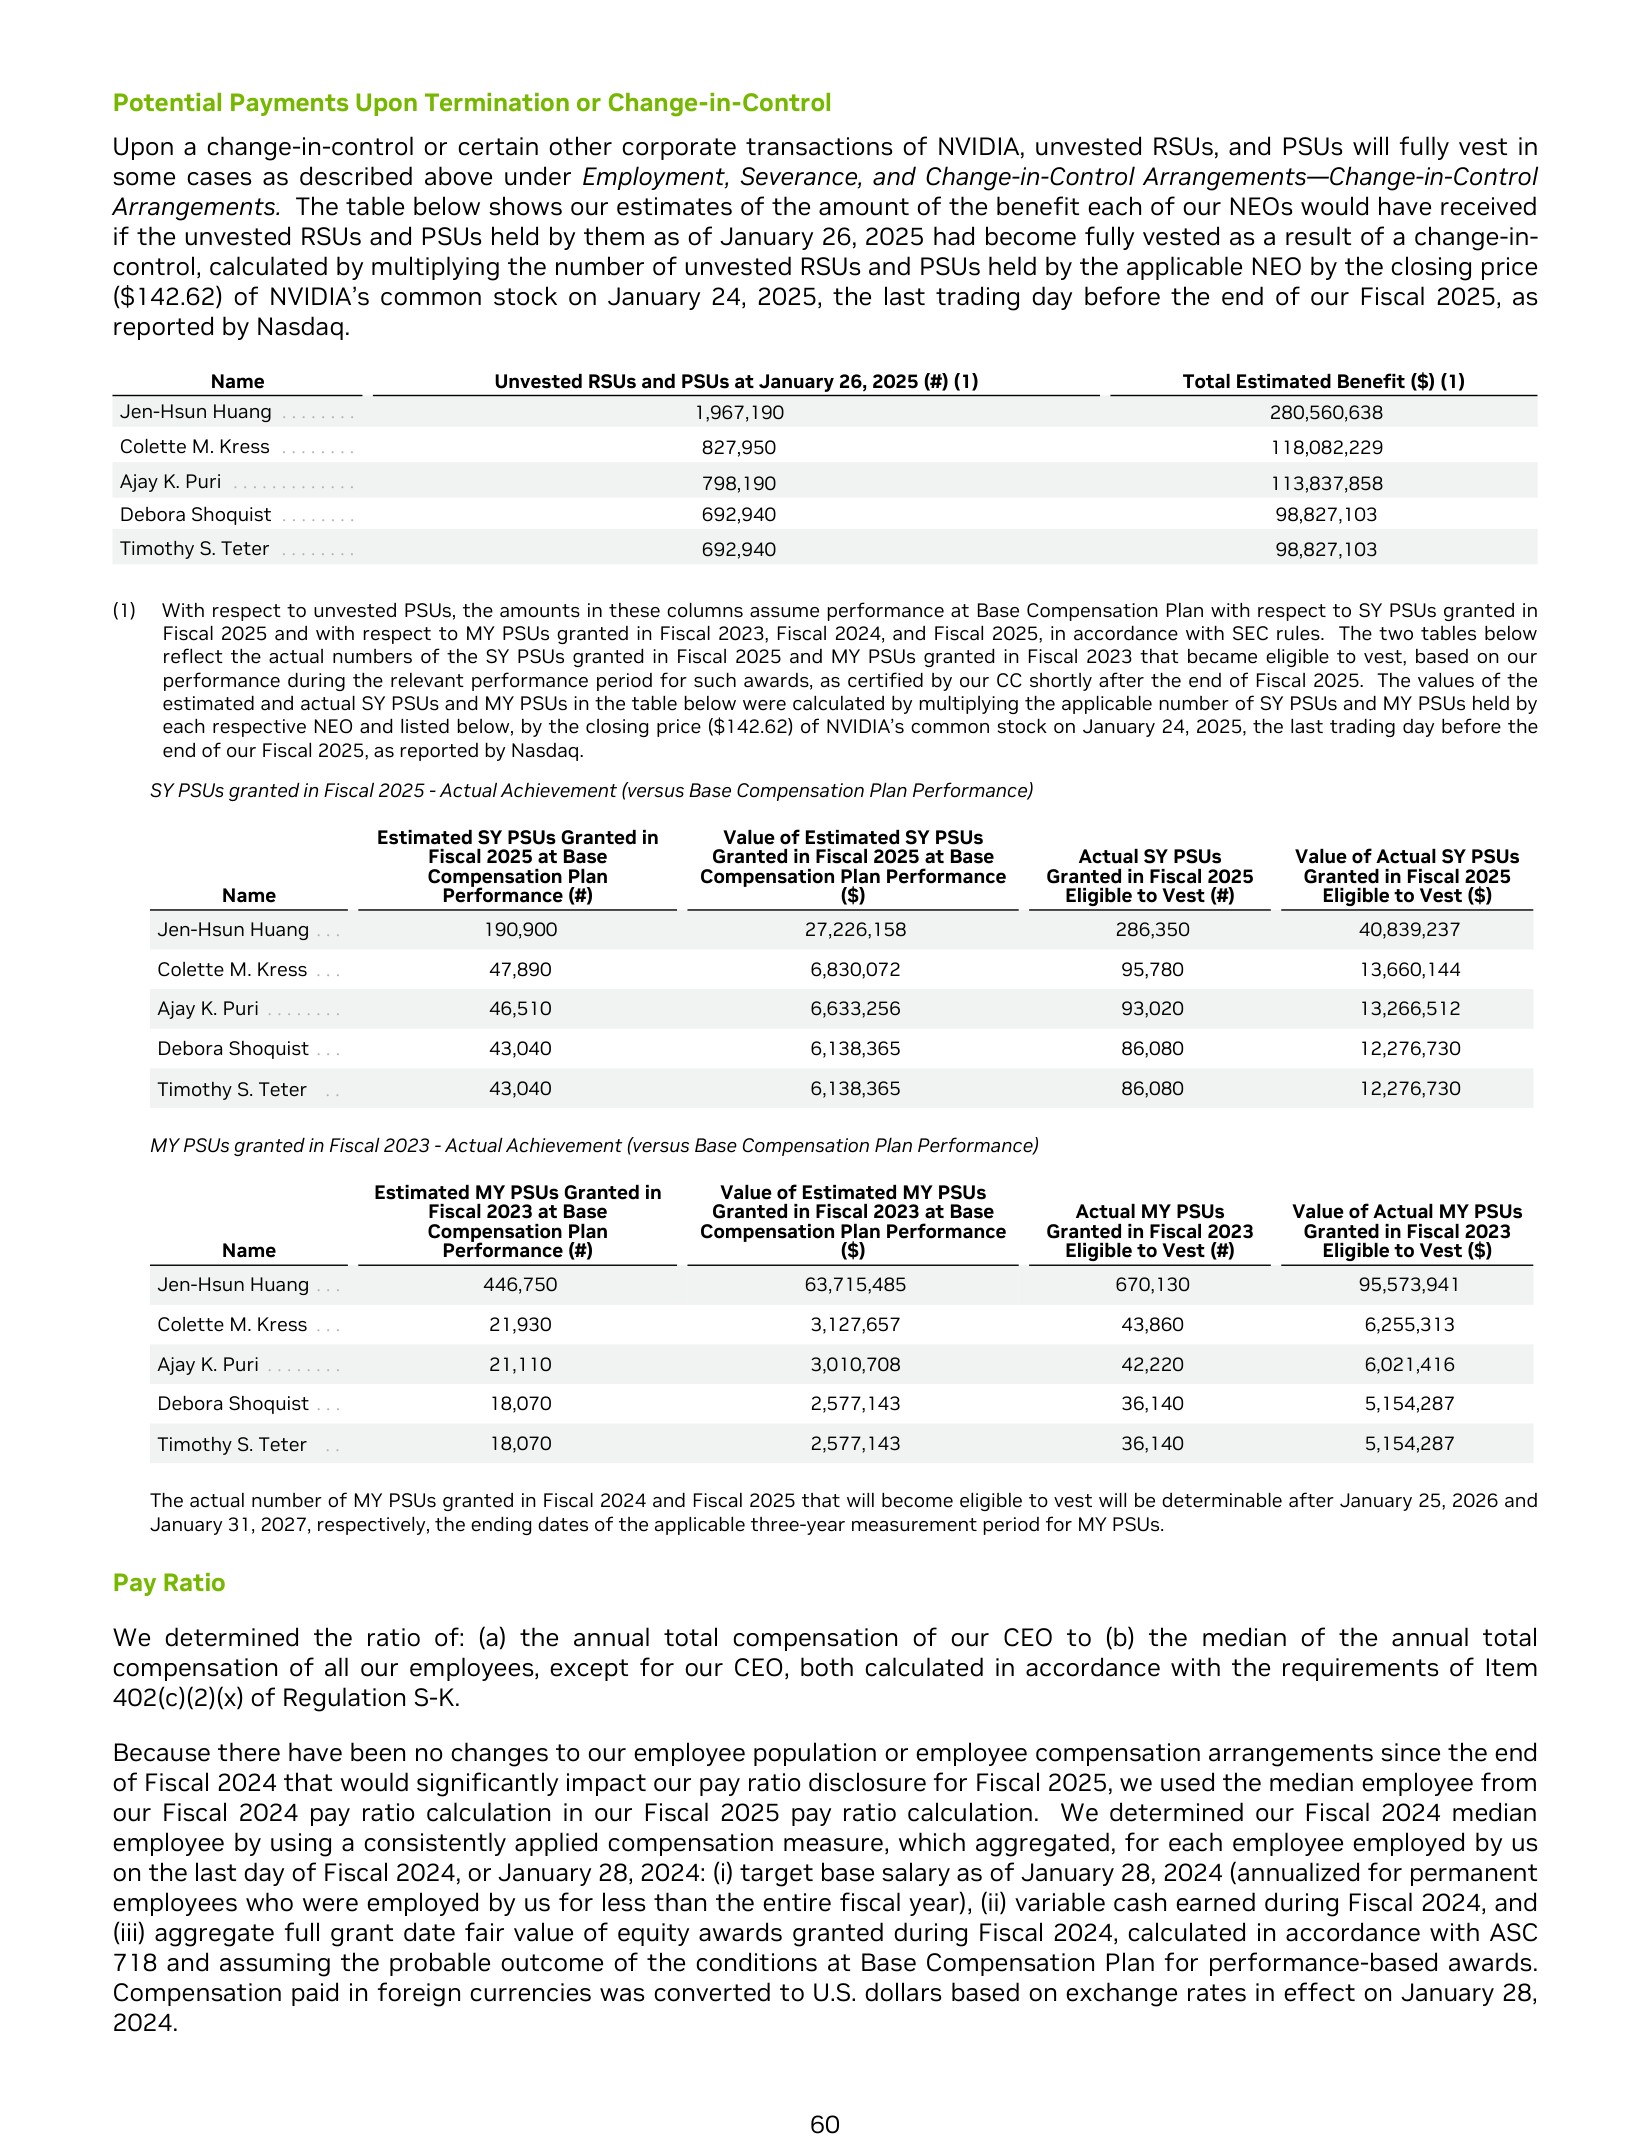 Potential Payments Upon Termination or Change-in-Control
Upon a change-in-control or certain other corporate transactions of NVIDIA, unvested RSUs, and PSUs will fully vest in
some cases as described above under Employment, Severance, and Change-in-Control Arrangements—Change-in-Control
Arrangements. The table below shows our estimates of the amount of the benefit each of our NEOs would have received
if the unvested RSUs and PSUs held by them as of January 26, 2025 had become fully vested as a result of a change-in-
control, calculated by multiplying the number of unvested RSUs and PSUs held by the applicable NEO by the closing price
($142.62) of NVIDIA's common stock on January 24, 2025, the last trading day before the end of our Fiscal 2025, as
reported by Nasdaq.
Name Unvested RSUs and PSUs at January 26, 2025 (#) (1) Total Estimated Benefit ($) (1)
Jen-Hsun Huang ........ 1,967,190 280,560,638
Colette M. Kress ........ 827,950 118,082,229
Ajay K. Puri ............. 798,190 113,837,858
Debora Shoquist ........ 692,940 98,827,103
Timothy S. Teter ........ 692,940 98,827,103
(1) With respect to unvested PSUs, the amounts in these columns assume performance at Base Compensation Plan with respect to SY PSUs granted in
Fiscal 2025 and with respect to MY PSUs granted in Fiscal 2023, Fiscal 2024, and Fiscal 2025, in accordance with SEC rules. The two tables below
reflect the actual numbers of the SY PSUs granted in Fiscal 2025 and MY PSUs granted in Fiscal 2023 that became eligible to vest, based on our
performance during the relevant performance period for such awards, as certified by our CC shortly after the end of Fiscal 2025. The values of the
estimated and actual SY PSUs and MY PSUs in the table below were calculated by multiplying the applicable number of SY PSUs and MY PSUs held by
each respective NEO and listed below, by the closing price ($142.62) of NVIDIA's common stock on January 24, 2025, the last trading day before the
end of our Fiscal 2025, as reported by Nasdaq.
SY PSUs granted in Fiscal 2025 - Actual Achievement (versus Base Compensation Plan Performance)
Estimated SY PSUs Granted in Value of Estimated SY PSUs
Fiscal 2025 at Base Granted in Fiscal 2025 at Base Actual SY PSUs Value of Actual SY PSUs
Compensation Plan Compensation Plan Performance Granted in Fiscal 2025 Granted in Fiscal 2025
Name Performance (#) ($) Eligible to Vest (#) Eligible to Vest ($)
Jen-Hsun Huang ... 190,900 27,226,158 286,350 40,839,237
Colette M. Kress ... 47,890 6,830,072 95,780 13,660,144
Ajay K. Puri ........ 46,510 6,633,256 93,020 13,266,512
Debora Shoquist ... 43,040 6,138,365 86,080 12,276,730
Timothy S. Teter .. 43,040 6,138,365 86,080 12,276,730
MY PSUs granted in Fiscal 2023 - Actual Achievement (versus Base Compensation Plan Performance)
Estimated MY PSUs Granted in Value of Estimated MY PSUs
Fiscal 2023 at Base Granted in Fiscal 2023 at Base Actual MY PSUs Value of Actual MY PSUs
Compensation Plan Compensation Plan Performance Granted in Fiscal 2023 Granted in Fiscal 2023
Name Performance (#) ($) Eligible to Vest (#) Eligible to Vest ($)
Jen-Hsun Huang ... 446,750 63,715,485 670,130 95,573,941
Colette M. Kress ... 21,930 3,127,657 43,860 6,255,313
Ajay K. Puri ........ 21,110 3,010,708 42,220 6,021,416
Debora Shoquist ... 18,070 2,577,143 36,140 5,154,287
Timothy S. Teter .. 18,070 2,577,143 36,140 5,154,287
The actual number of MY PSUs granted in Fiscal 2024 and Fiscal 2025 that will become eligible to vest will be determinable after January 25, 2026 and
January 31, 2027, respectively, the ending dates of the applicable three-year measurement period for MY PSUs.
Pay Ratio
We determined the ratio of: (a) the annual total compensation of our CEO to (b) the median of the annual total
compensation of all our employees, except for our CEO, both calculated in accordance with the requirements of Item
402(c)(2)(x) of Regulation S-K.
Because there have been no changes to our employee population or employee compensation arrangements since the end
of Fiscal 2024 that would significantly impact our pay ratio disclosure for Fiscal 2025, we used the median employee from
our Fiscal 2024 pay ratio calculation in our Fiscal 2025 pay ratio calculation. We determined our Fiscal 2024 median
employee by using a consistently applied compensation measure, which aggregated, for each employee employed by us
on the last day of Fiscal 2024, or January 28, 2024: (i) target base salary as of January 28, 2024 (annualized for permanent
employees who were employed by us for less than the entire fiscal year), (ii) variable cash earned during Fiscal 2024, and
(iii) aggregate full grant date fair value of equity awards granted during Fiscal 2024, calculated in accordance with ASC
718 and assuming the probable outcome of the conditions at Base Compensation Plan for performance-based awards.
Compensation paid in foreign currencies was converted to U.S. dollars based on exchange rates in effect on January 28,
2024.
60